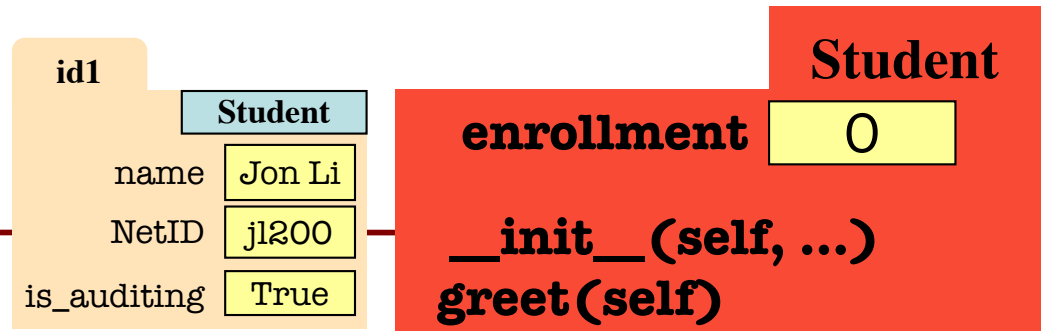 id1
Student
name Jon Li
NetID jl200
is_auditing True
Student
enrollment 0
__init__(self, ...)
greet(self)